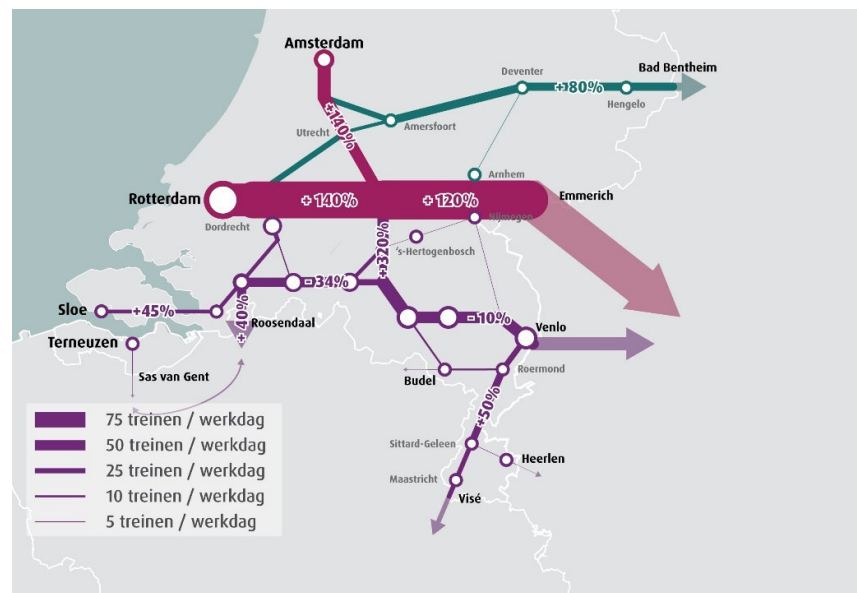 Amsterdam
Deventer
Bad Bentheim
+80%
Hengelo
+140%
Utrecht
Amersfoort
Arnhem
Rotterdam
+ 140%
+ 120%
Emmerich
Dordrecht
Nijmegen
+320%
's-Hertogenbosch
- 34%
Sloe
+45%
+ 40%
Roosendaal
- 10%
Venlo
Terneuzen
Sas van Gent
Budel
Roermond
+50%
Sittard-Geleen
Heerlen
Maastricht
Visé
75 treinen / werkdag
50 treinen / werkdag
25 treinen / werkdag
10 treinen / werkdag
5 treinen / werkdag